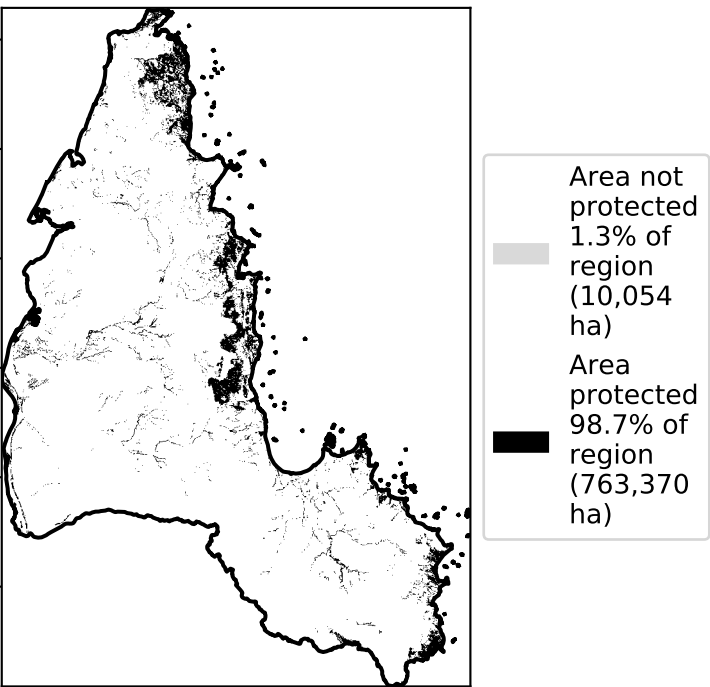 Area not
protected
1.3% of
region
(10,054
ha)
Area
protected
98.7% of
region
(763,370
ha)